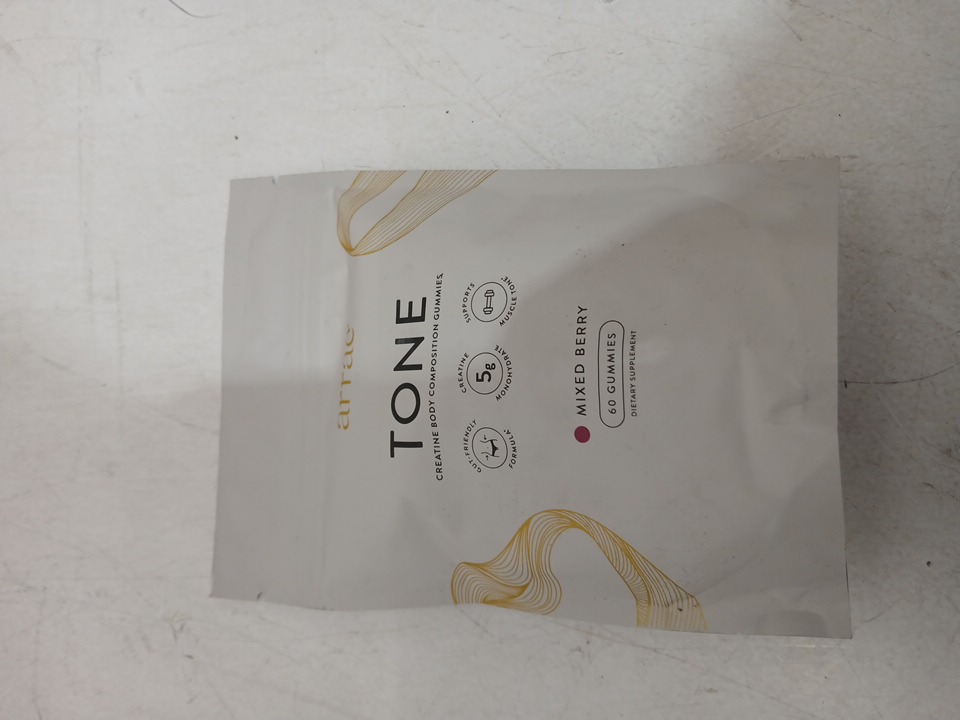 arrae
TONE
CREATINE BODY COMPOSITION GUMMIES
GUT-FRIENDLY
FORMULA*
CREATINE
5g
MONOHYDRATE
SUPPORTS
MUSCLE TONE*
MIXED BERRY
60 GUMMIES
DIETARY SUPPLEMENT